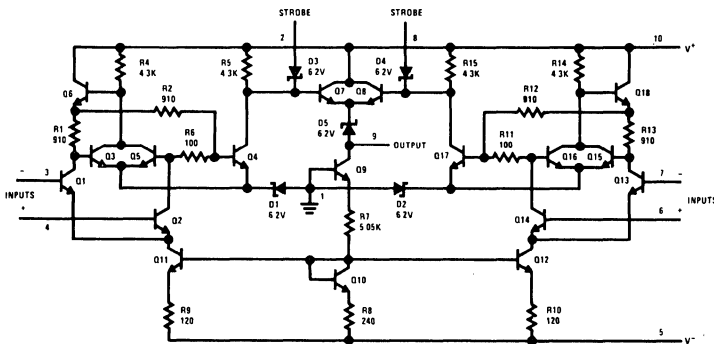 STROBE STROBE
2 8 10 V+
R4 4.3K
R5 4.3K
D3 6.2V
D4 6.2V
R15 4.3K
R14 4.3K
Q6
R2 910
Q7 Q8
R12 910
Q18
R1 910
R6 100
D5 6.2V
9 OUTPUT
R11 100
R13 910
Q3 Q5
Q4
Q17
Q16 Q15
- 3 Q1
Q9
Q13 7 -
INPUTS
D1 6.2V
1
D2 6.2V
INPUTS
+ 4
Q2
Q14
6 +
R7 5.05K
Q11
Q12
Q10
R9 120
R8 240
R10 120
5 V-